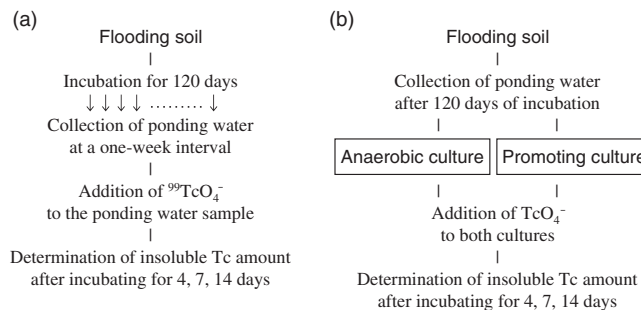 (a)
Flooding soil
Incubation for 120 days
↓ ↓ ↓ ↓ ......... ↓
Collection of ponding water
at a one-week interval
Addition of ⁹⁹TcO₄⁻
to the ponding water sample
Determination of insoluble Tc amount
after incubating for 4, 7, 14 days
(b)
Flooding soil
Collection of ponding water
after 120 days of incubation
Anaerobic culture
Promoting culture
Addition of TcO₄⁻
to both cultures
Determination of insoluble Tc amount
after incubating for 4, 7, 14 days